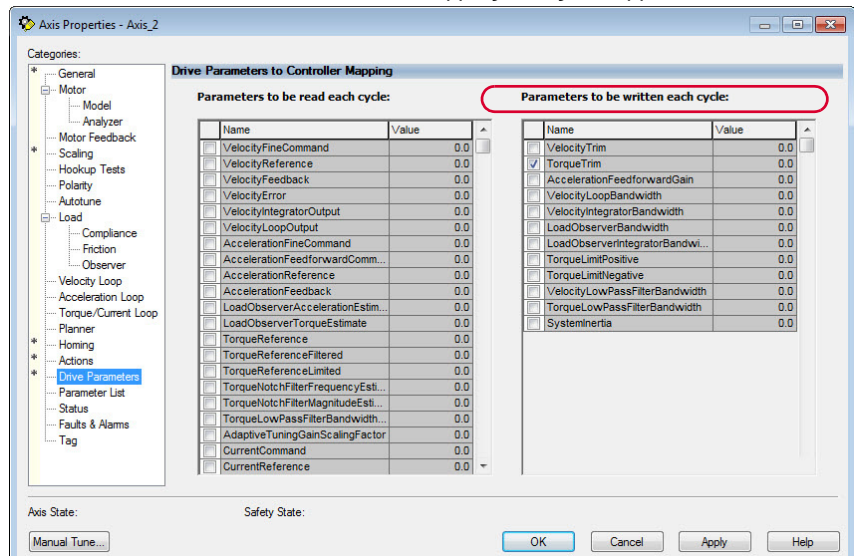 Axis Properties - Axis_2
Categories:
* General
Motor
Model
Analyzer
Motor Feedback
* Scaling
Hookup Tests
Polarity
Autotune
Load
Compliance
Friction
Observer
Velocity Loop
Acceleration Loop
Torque/Current Loop
Planner
* Homing
* Actions
* Drive Parameters
Parameter List
Status
Faults & Alarms
Tag
Drive Parameters to Controller Mapping
Parameters to be read each cycle:
Name Value
VelocityFineCommand 0.0
VelocityReference 0.0
VelocityFeedback 0.0
VelocityError 0.0
VelocityIntegratorOutput 0.0
VelocityLoopOutput 0.0
AccelerationFineCommand 0.0
AccelerationFeedforwardComm... 0.0
AccelerationReference 0.0
AccelerationFeedback 0.0
LoadObserverAccelerationEstim... 0.0
LoadObserverTorqueEstimate 0.0
TorqueReference 0.0
TorqueReferenceFiltered 0.0
TorqueReferenceLimited 0.0
TorqueNotchFilterFrequencyEsti... 0.0
TorqueNotchFilterMagnitudeEsti... 0.0
TorqueLowPassFilterBandwidth... 0.0
AdaptiveTuningGainScalingFactor 0.0
CurrentCommand 0.0
CurrentReference 0.0
Parameters to be written each cycle:
Name Value
VelocityTrim 0.0
TorqueTrim 0.0
AccelerationFeedforwardGain 0.0
VelocityLoopBandwidth 0.0
VelocityIntegratorBandwidth 0.0
LoadObserverBandwidth 0.0
LoadObserverIntegratorBandwi... 0.0
TorqueLimitPositive 0.0
TorqueLimitNegative 0.0
VelocityLowPassFilterBandwidth 0.0
TorqueLowPassFilterBandwidth 0.0
SystemInertia 0.0
Axis State: Safety State:
Manual Tune... OK Cancel Apply Help